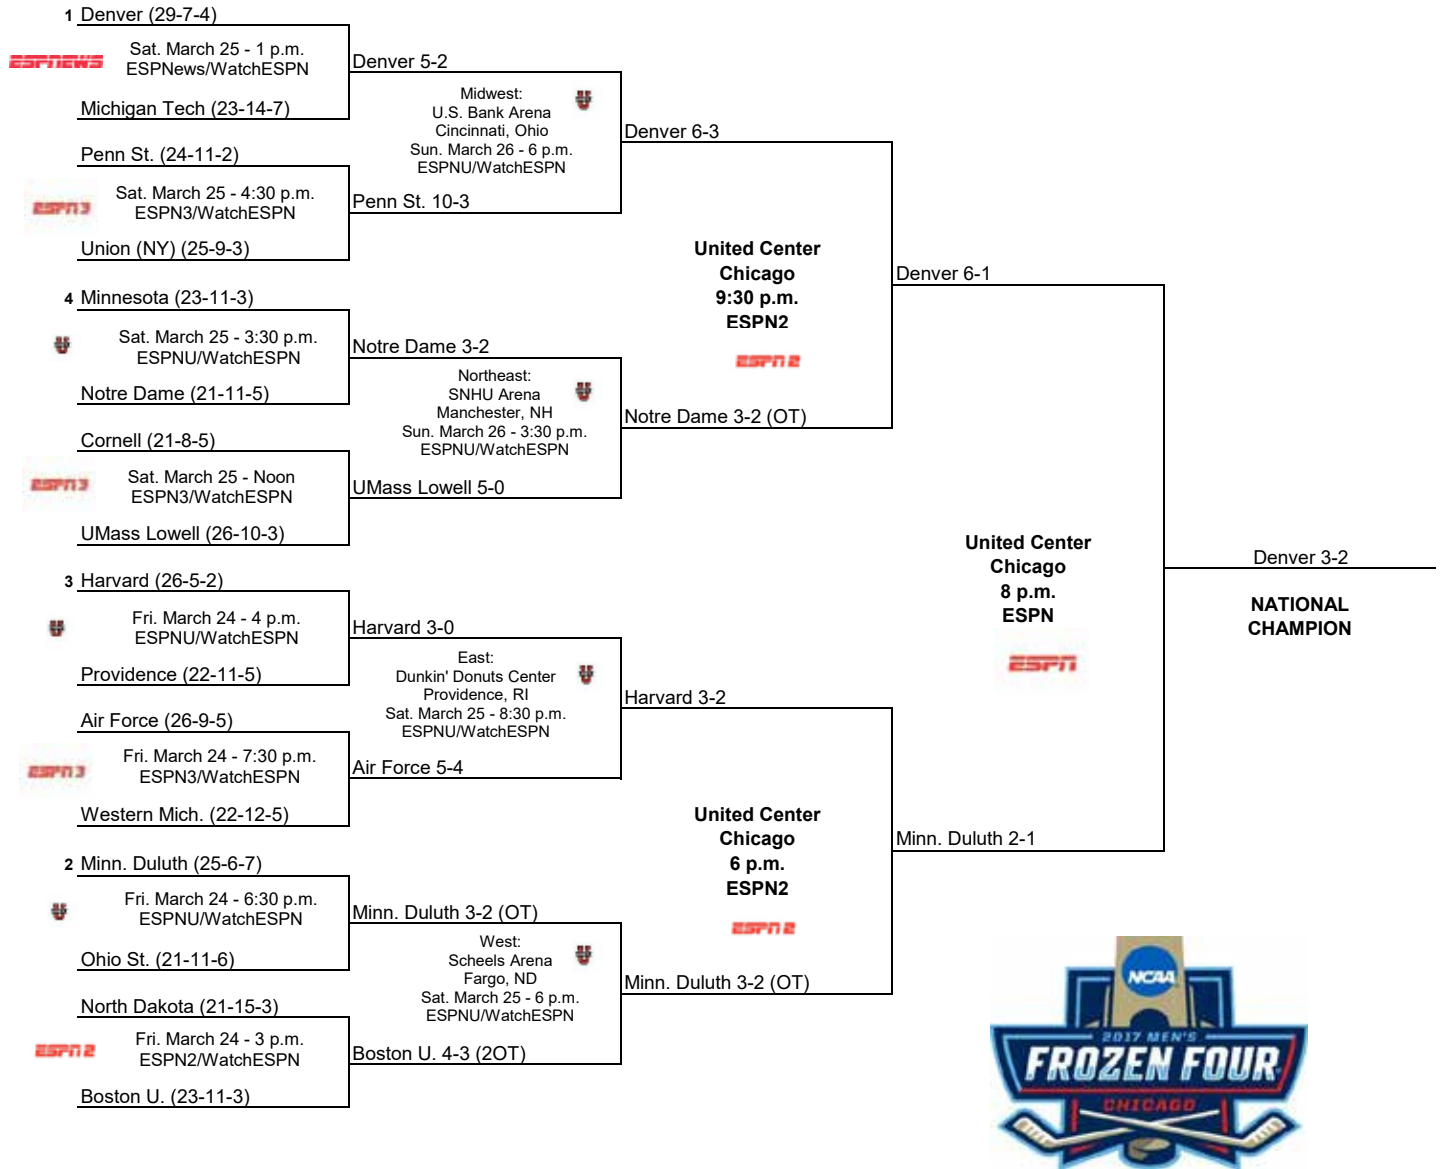 1 Denver (29-7-4)
ESPNEWS
Sat. March 25 - 1 p.m.
ESPNews/WatchESPN
Michigan Tech (23-14-7)
Denver 5-2
Midwest:
U.S. Bank Arena
Cincinnati, Ohio
Sun. March 26 - 6 p.m.
ESPNU/WatchESPN
Penn St. (24-11-2)
ESPN3
Sat. March 25 - 4:30 p.m.
ESPN3/WatchESPN
Union (NY) (25-9-3)
Penn St. 10-3
Denver 6-3
United Center
Chicago
9:30 p.m.
ESPN2
ESPN2
4 Minnesota (23-11-3)
U
Sat. March 25 - 3:30 p.m.
ESPNU/WatchESPN
Notre Dame (21-11-5)
Notre Dame 3-2
Northeast:
SNHU Arena
Manchester, NH
Sun. March 26 - 3:30 p.m.
ESPNU/WatchESPN
Cornell (21-8-5)
ESPN3
Sat. March 25 - Noon
ESPN3/WatchESPN
UMass Lowell (26-10-3)
UMass Lowell 5-0
Notre Dame 3-2 (OT)
Denver 6-1
United Center
Chicago
8 p.m.
ESPN
ESPN
Denver 3-2
NATIONAL
CHAMPION
3 Harvard (26-5-2)
U
Fri. March 24 - 4 p.m.
ESPNU/WatchESPN
Providence (22-11-5)
Harvard 3-0
East:
Dunkin' Donuts Center
Providence, RI
Sat. March 25 - 8:30 p.m.
ESPNU/WatchESPN
Air Force (26-9-5)
ESPN3
Fri. March 24 - 7:30 p.m.
ESPN3/WatchESPN
Western Mich. (22-12-5)
Air Force 5-4
Harvard 3-2
United Center
Chicago
6 p.m.
ESPN2
ESPN2
Minn. Duluth 2-1
2 Minn. Duluth (25-6-7)
U
Fri. March 24 - 6:30 p.m.
ESPNU/WatchESPN
Ohio St. (21-11-6)
Minn. Duluth 3-2 (OT)
West:
Scheels Arena
Fargo, ND
Sat. March 25 - 6 p.m.
ESPNU/WatchESPN
North Dakota (21-15-3)
ESPN2
Fri. March 24 - 3 p.m.
ESPN2/WatchESPN
Boston U. (23-11-3)
Boston U. 4-3 (2OT)
Minn. Duluth 3-2 (OT)
NCAA
2017 MEN'S
FROZEN FOUR
CHICAGO